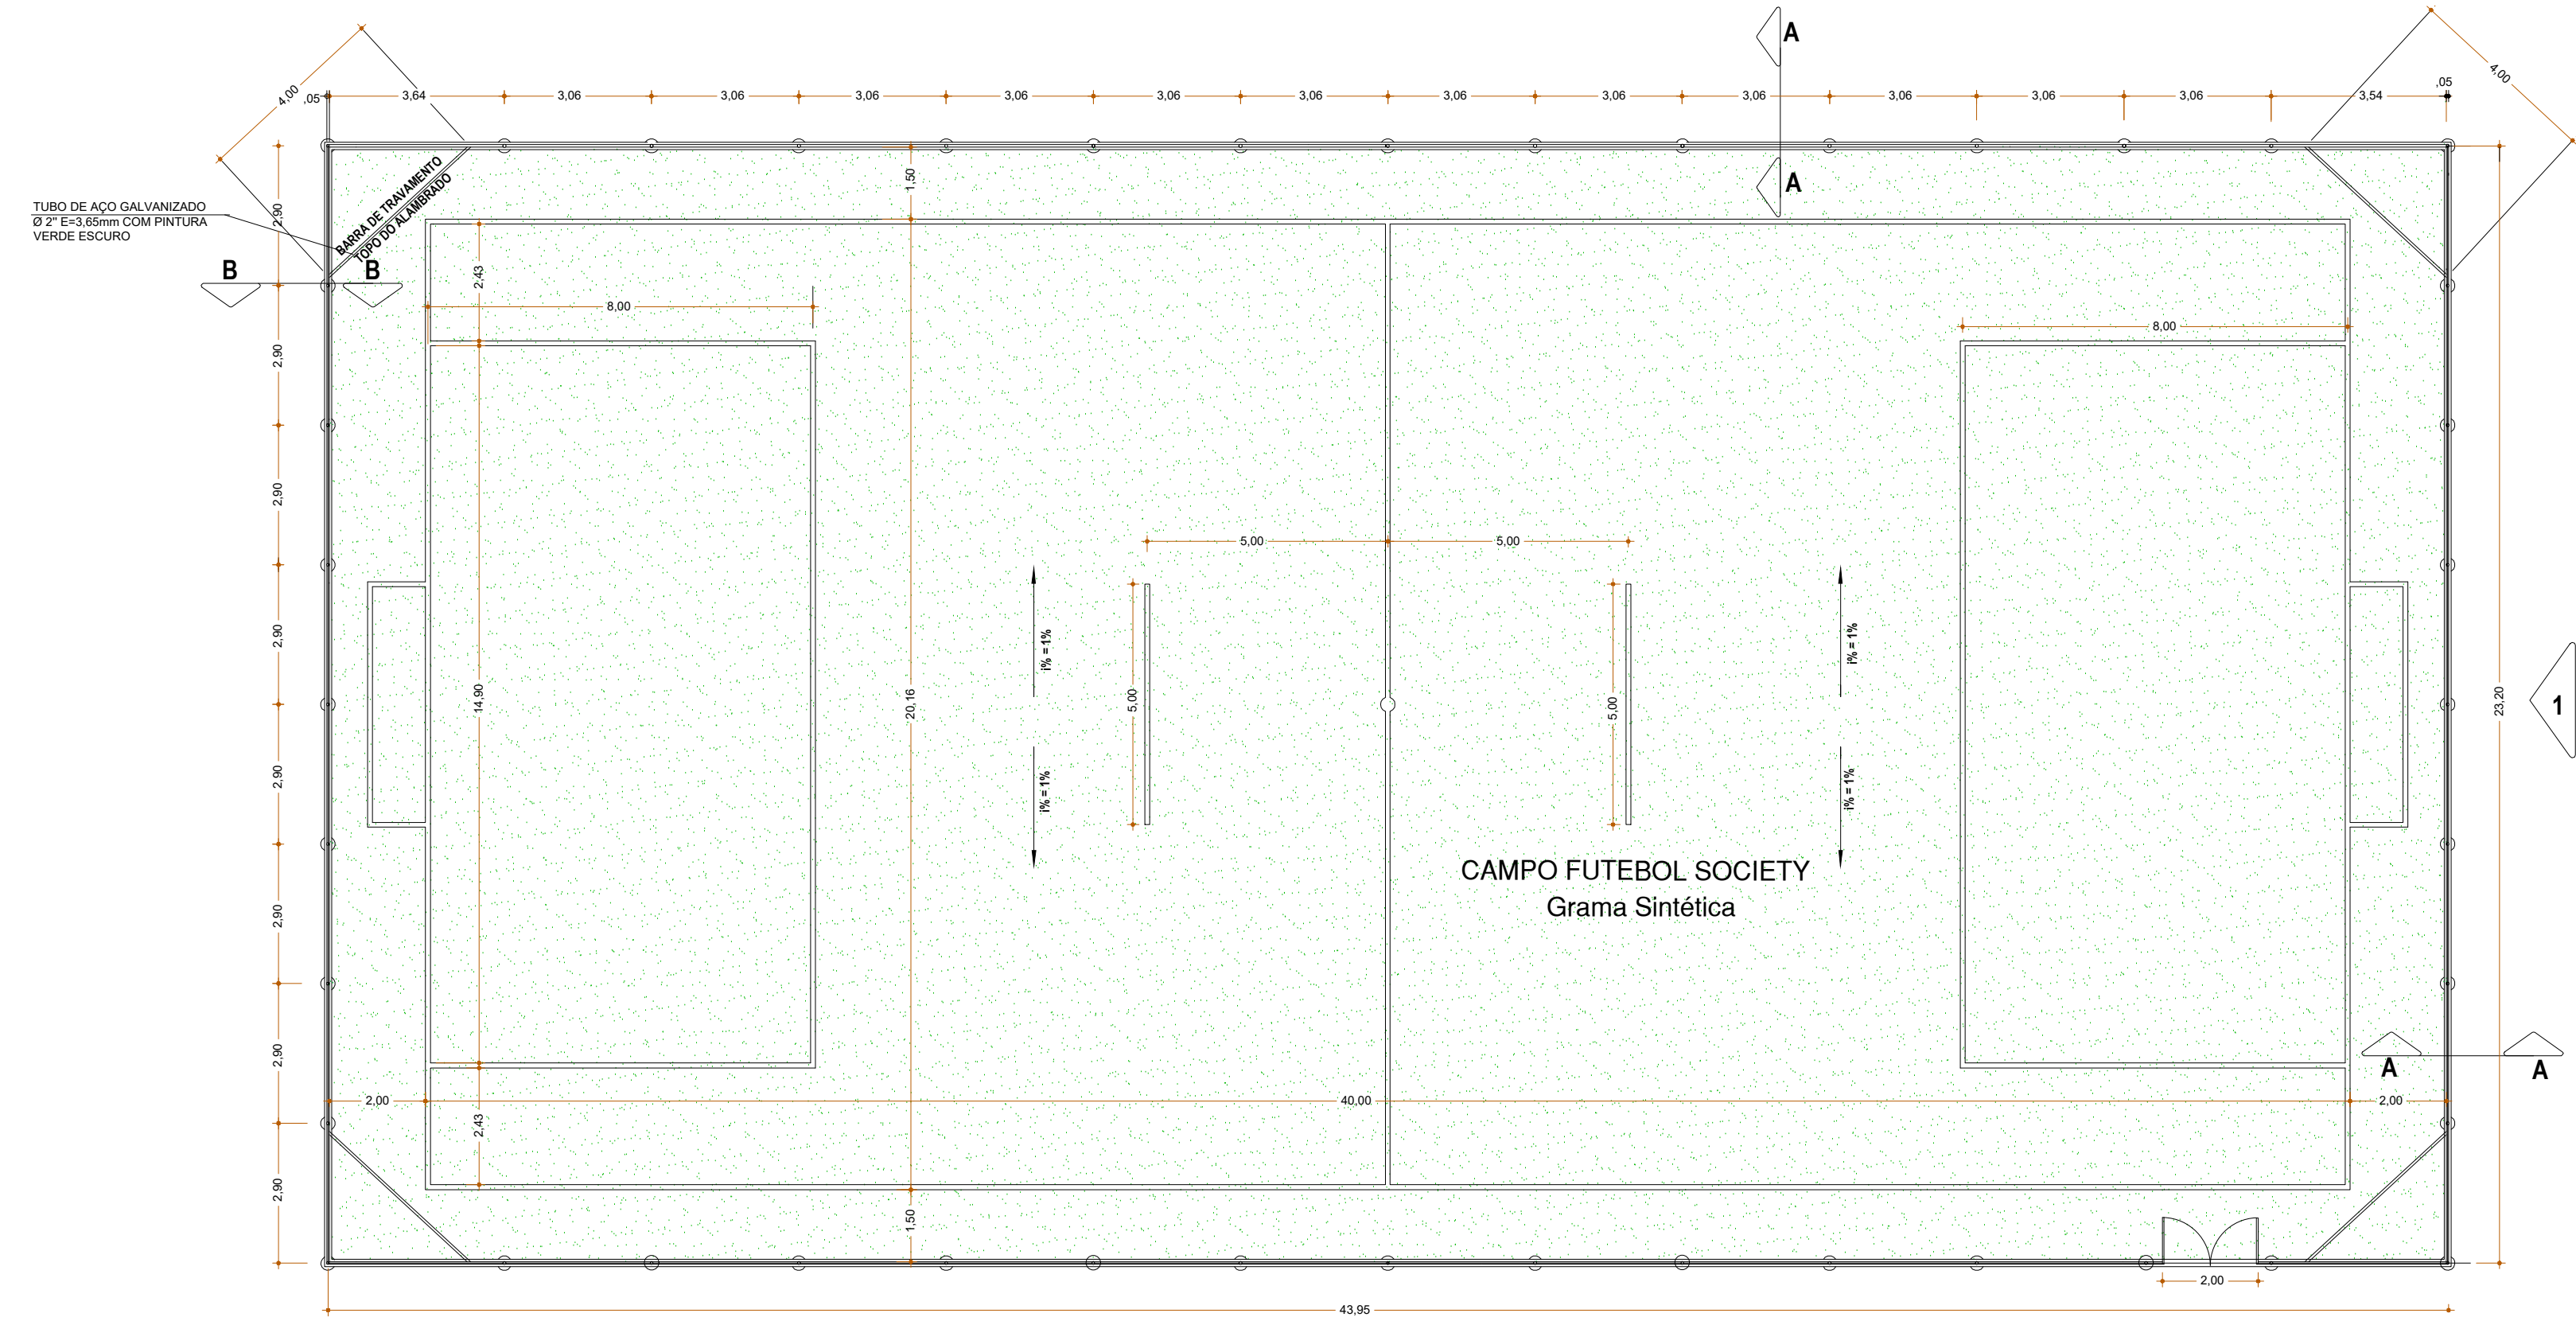 A
4,00
4,00
,05
3,64
3,06
3,06
3,06
3,06
3,06
3,06
3,06
3,06
3,06
3,06
3,06
3,06
3,54
,05
BARRA DE TRAVAMENTO
TOPO DO ALAMBRADO
1,50
A
TUBO DE AÇO GALVANIZADO
Ø 2" E=3,65mm COM PINTURA
VERDE ESCURO
2,90
B
B
2,43
8,00
8,00
2,90
2,90
5,00
5,00
2,90
i% = 1%
i% = 1%
14,90
20,16
5,00
5,00
23,20
1
2,90
i% = 1%
i% = 1%
CAMPO FUTEBOL SOCIETY
Grama Sintética
2,90
2,90
A
A
2,00
40,00
2,00
2,43
2,90
1,50
2,00
43,95